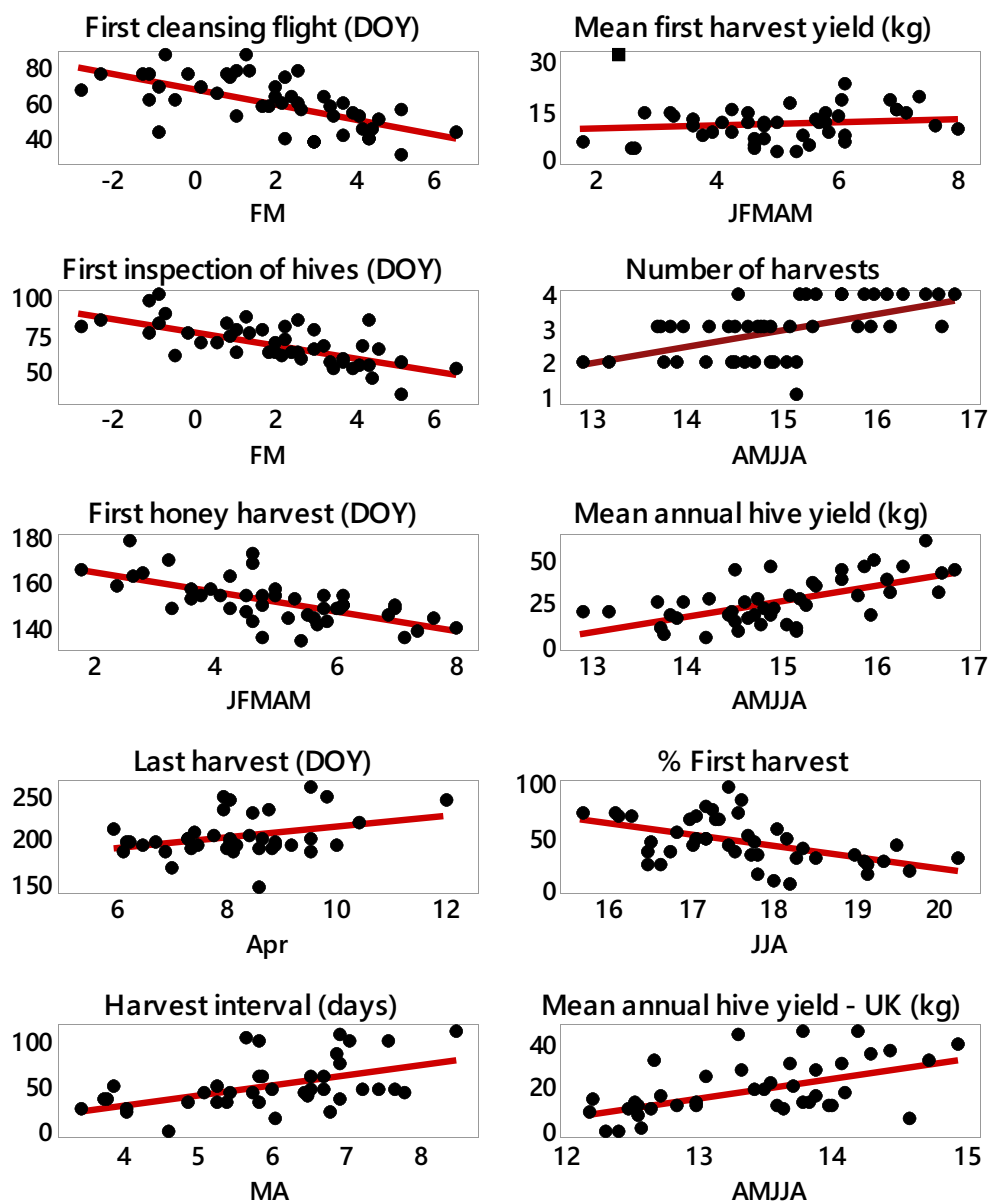 First cleansing flight (DOY)
80
60
40
-2 0 2 4 6
FM
Mean first harvest yield (kg)
30
15
0
2 4 6 8
JFMAM
First inspection of hives (DOY)
100
75
50
-2 0 2 4 6
FM
Number of harvests
4
3
2
1
13 14 15 16 17
AMJJA
First honey harvest (DOY)
180
160
140
2 4 6 8
JFMAM
Mean annual hive yield (kg)
50
25
0
13 14 15 16 17
AMJJA
Last harvest (DOY)
250
200
150
6 8 10 12
Apr
% First harvest
100
50
0
16 17 18 19 20
JJA
Harvest interval (days)
100
50
0
4 5 6 7 8
MA
Mean annual hive yield - UK (kg)
40
20
0
12 13 14 15
AMJJA